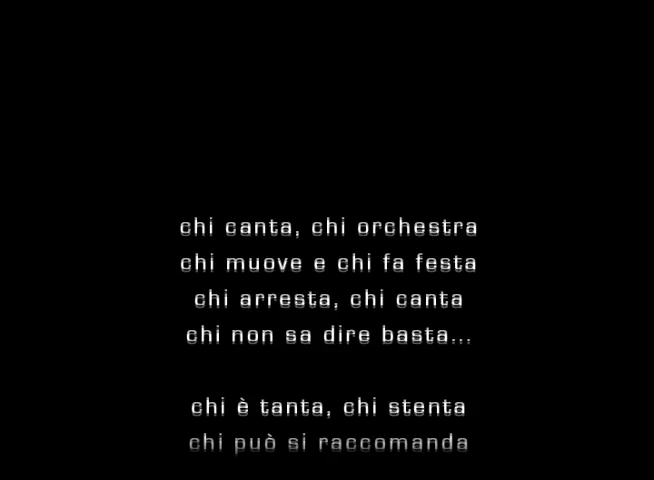 chi canta, chi orchestra
chi muove e chi fa festa
chi arresta, chi canta
chi non sa dire basta...
chi è tanta, chi stenta
chi può si raccomanda